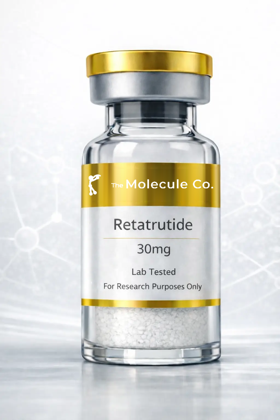 The Molecule Co.
Retatrutide
30mg
Lab Tested
For Research Purposes Only